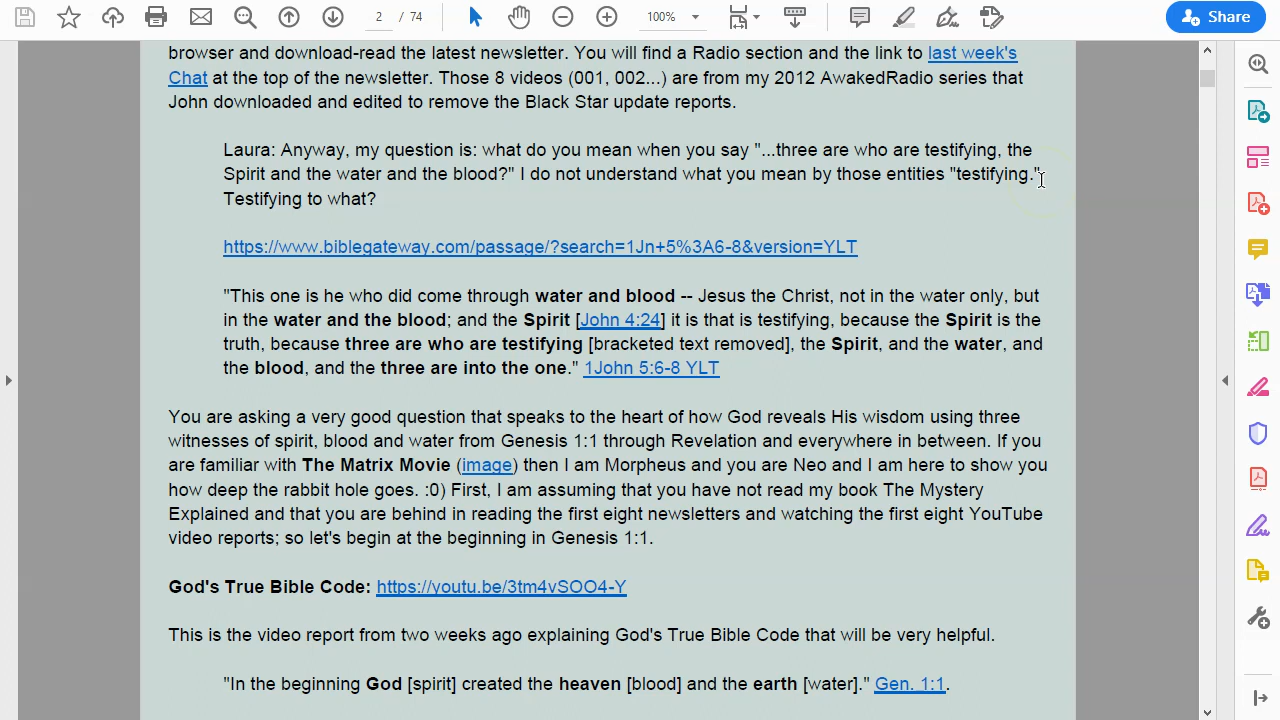 2 / 74
100%
Share
browser and download-read the latest newsletter. You will find a Radio section and the link to last week's
Chat at the top of the newsletter. Those 8 videos (001, 002...) are from my 2012 AwakedRadio series that
John downloaded and edited to remove the Black Star update reports.
Laura: Anyway, my question is: what do you mean when you say "...three are who are testifying, the
Spirit and the water and the blood?" I do not understand what you mean by those entities "testifying."
Testifying to what?
https://www.biblegateway.com/passage/?search=1Jn+5%3A6-8&version=YLT
"This one is he who did come through water and blood -- Jesus the Christ, not in the water only, but
in the water and the blood; and the Spirit [John 4:24] it is that is testifying, because the Spirit is the
truth, because three are who are testifying [bracketed text removed], the Spirit, and the water, and
the blood, and the three are into the one." 1John 5:6-8 YLT
You are asking a very good question that speaks to the heart of how God reveals His wisdom using three
witnesses of spirit, blood and water from Genesis 1:1 through Revelation and everywhere in between. If you
are familiar with The Matrix Movie (image) then I am Morpheus and you are Neo and I am here to show you
how deep the rabbit hole goes. :0) First, I am assuming that you have not read my book The Mystery
Explained and that you are behind in reading the first eight newsletters and watching the first eight YouTube
video reports; so let's begin at the beginning in Genesis 1:1.
God's True Bible Code: https://youtu.be/3tm4vSOO4-Y
This is the video report from two weeks ago explaining God's True Bible Code that will be very helpful.
"In the beginning God [spirit] created the heaven [blood] and the earth [water]." Gen. 1:1.